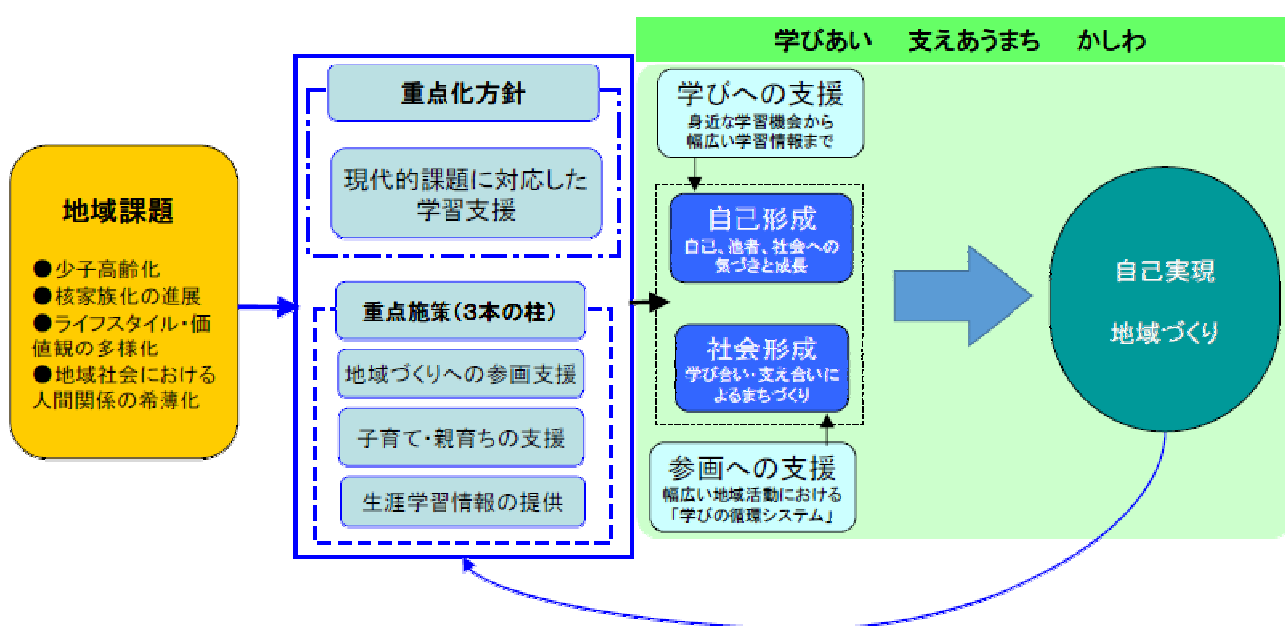 学びあい 支えあうまち かしわ
地域課題
●少子高齢化
●核家族化の進展
●ライフスタイル・価
値観の多様化
●地域社会における
人間関係の希薄化
重点化方針
現代的課題に対応した
学習支援
重点施策(3本の柱)
地域づくりへの参画支援
子育て・親育ちの支援
生涯学習情報の提供
学びへの支援
身近な学習機会から
幅広い学習情報まで
自己形成
自己、池者、社会への
気づきと成長
社会形成
学び合い・支え合いに
よるまちづくり
参画への支援
幅広い地域活動における
「学びの循環システム」
自己実現
地域づくり